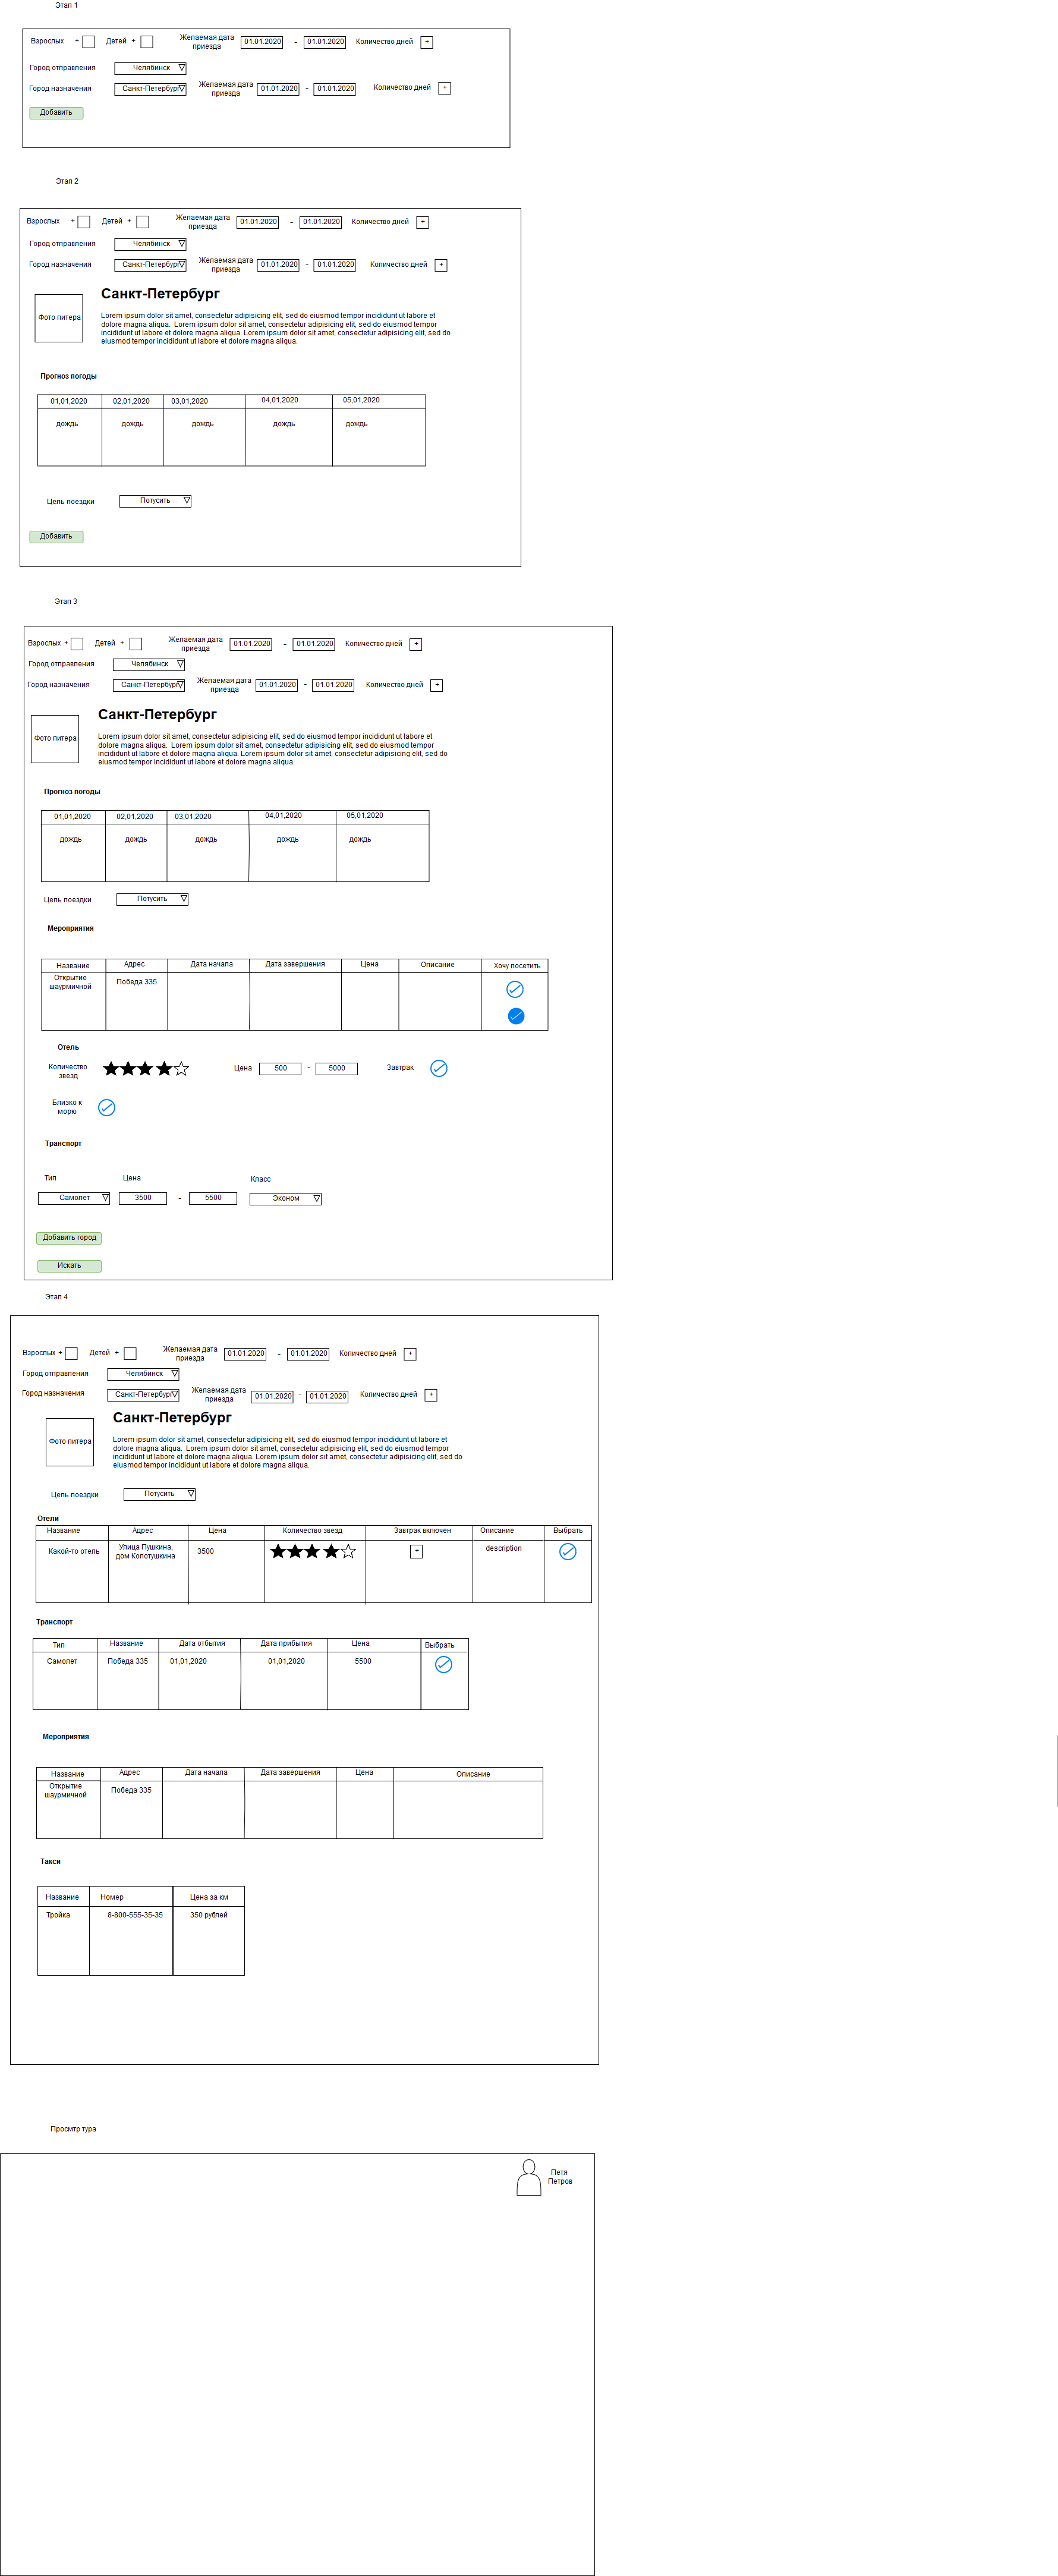 Этап 1
Взрослых + Детей + Желаемая дата приезда 01.01.2020 - 01.01.2020 Количество дней +
Город отправления Челябинск
Город назначения Санкт-Петербург Желаемая дата приезда 01.01.2020 - 01.01.2020 Количество дней +
Добавить
Этап 2
Взрослых + Детей + Желаемая дата приезда 01.01.2020 - 01.01.2020 Количество дней +
Город отправления Челябинск
Город назначения Санкт-Петербург Желаемая дата приезда 01.01.2020 - 01.01.2020 Количество дней +
Санкт-Петербург
Фото питера
Lorem ipsum dolor sit amet, consectetur adipisicing elit, sed do eiusmod tempor incididunt ut labore et
dolore magna aliqua. Lorem ipsum dolor sit amet, consectetur adipisicing elit, sed do eiusmod tempor
incididunt ut labore et dolore magna aliqua. Lorem ipsum dolor sit amet, consectetur adipisicing elit, sed do
eiusmod tempor incididunt ut labore et dolore magna aliqua.
Прогноз погоды
01,01,2020 02,01,2020 03,01,2020 04,01,2020 05,01,2020
дождь дождь дождь дождь дождь
Цель поездки Потусить
Добавить
Этап 3
Взрослых + Детей + Желаемая дата приезда 01.01.2020 - 01.01.2020 Количество дней +
Город отправления Челябинск
Город назначения Санкт-Петербург Желаемая дата приезда 01.01.2020 - 01.01.2020 Количество дней +
Санкт-Петербург
Фото питера
Lorem ipsum dolor sit amet, consectetur adipisicing elit, sed do eiusmod tempor incididunt ut labore et
dolore magna aliqua. Lorem ipsum dolor sit amet, consectetur adipisicing elit, sed do eiusmod tempor
incididunt ut labore et dolore magna aliqua. Lorem ipsum dolor sit amet, consectetur adipisicing elit, sed do
eiusmod tempor incididunt ut labore et dolore magna aliqua.
Прогноз погоды
01,01,2020 02,01,2020 03,01,2020 04,01,2020 05,01,2020
дождь дождь дождь дождь дождь
Цель поездки Потусить
Мероприятия
Название Адрес Дата начала Дата завершения Цена Описание Хочу посетить
Открытие шаурмичной Победа 335
Отель
Количество звезд Цена 500 - 5000 Завтрак
Близко к морю
Транспорт
Тип Цена Класс
Самолет 3500 - 5500 Эконом
Добавить город
Искать
Этап 4
Взрослых + Детей + Желаемая дата приезда 01.01.2020 - 01.01.2020 Количество дней +
Город отправления Челябинск
Город назначения Санкт-Петербург Желаемая дата приезда 01.01.2020 - 01.01.2020 Количество дней +
Санкт-Петербург
Фото питера
Lorem ipsum dolor sit amet, consectetur adipisicing elit, sed do eiusmod tempor incididunt ut labore et
dolore magna aliqua. Lorem ipsum dolor sit amet, consectetur adipisicing elit, sed do eiusmod tempor
incididunt ut labore et dolore magna aliqua. Lorem ipsum dolor sit amet, consectetur adipisicing elit, sed do
eiusmod tempor incididunt ut labore et dolore magna aliqua.
Цель поездки Потусить
Отели
Название Адрес Цена Количество звезд Завтрак включен Описание Выбрать
Какой-то отель Улица Пушкина, дом Колотушкина 3500 + description
Транспорт
Тип Название Дата отбытия Дата прибытия Цена Выбрать
Самолет Победа 335 01,01,2020 01,01,2020 5500
Мероприятия
Название Адрес Дата начала Дата завершения Цена Описание
Открытие шаурмичной Победа 335
Такси
Название Номер Цена за км
Тройка 8-800-555-35-35 350 рублей
Просмтр тура
Петя
Петров